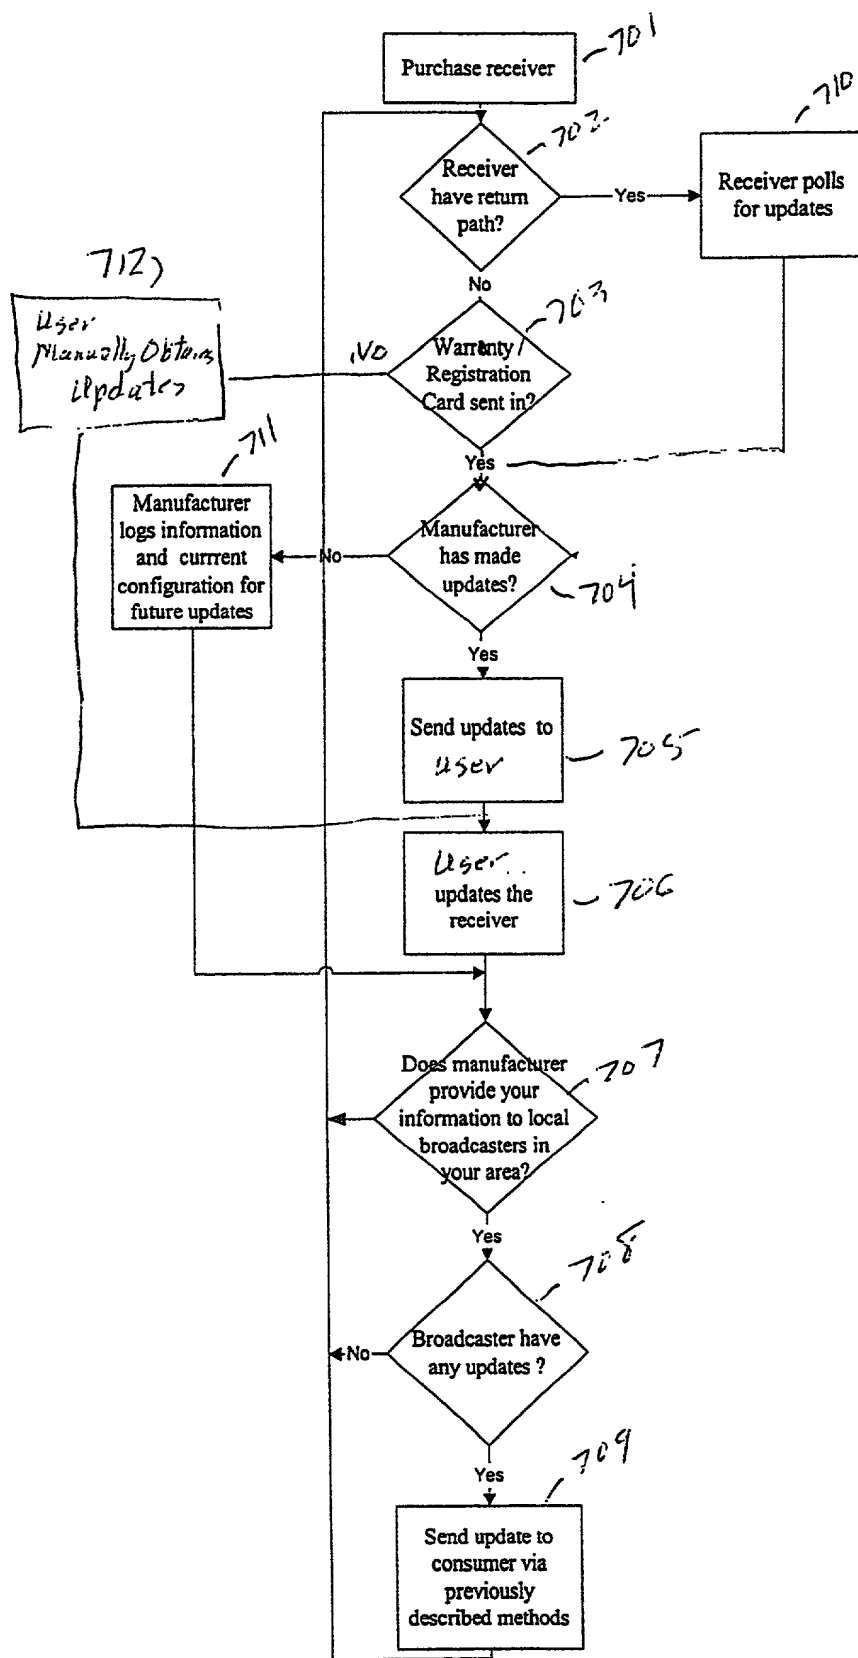 Purchase receiver
701
702
Receiver
have return
path?
Yes
710
Receiver polls
for updates
No
703
Warranty /
Registration
Card sent in?
No
712
User
Manually Obtains
Updates
Yes
711
Manufacturer
logs information
and currrent
configuration for
future updates
No
Manufacturer
has made
updates?
704
Yes
Send updates to
User
705
User
updates the
receiver
706
Does manufacturer
provide your
information to local
broadcasters in
your area?
707
Yes
708
Broadcaster have
any updates ?
No
Yes
709
Send update to
consumer via
previously
described methods